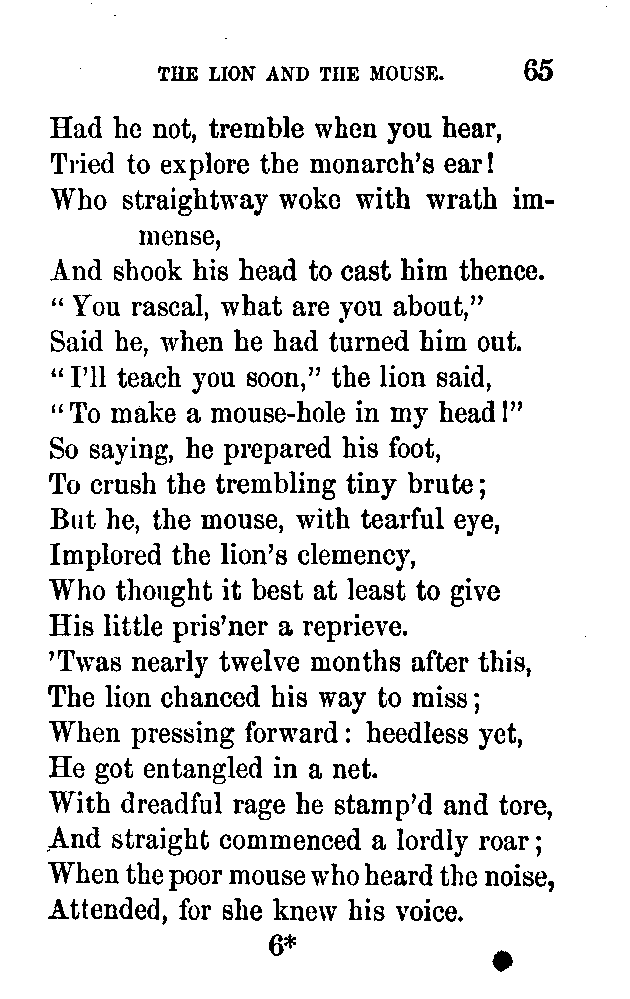 THE LION AND THE MOUSE. 65
Had he not, tremble when you hear,
Tried to explore the monarch's ear!
Who straightway woke with wrath im-
mense,
And shook his head to cast him thence.
" You rascal, what are you about,"
Said he, when he had turned him out.
"I'll teach you soon," the lion said,
"To make a mouse-hole in my head!"
So saying, he prepared his foot,
To crush the trembling tiny brute;
But he, the mouse, with tearful eye,
Implored the lion's clemency,
Who thought it best at least to give
His little pris'ner a reprieve.
'Twas nearly twelve months after this,
The lion chanced his way to miss;
When pressing forward: heedless yet,
He got entangled in a net.
With dreadful rage he stamp'd and tore,
And straight commenced a lordly roar;
When the poor mouse who heard the noise,
Attended, for she knew his voice.
6*